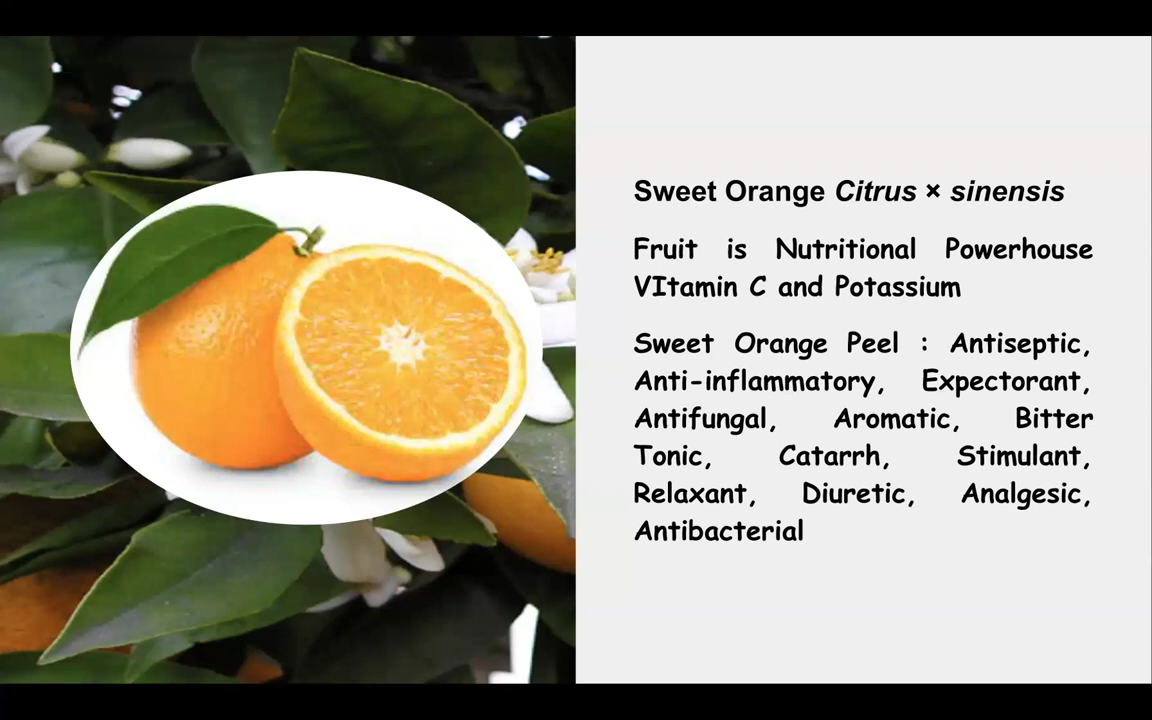 Sweet Orange Citrus × sinensis
Fruit is Nutritional Powerhouse
VItamin C and Potassium
Sweet Orange Peel : Antiseptic,
Anti-inflammatory, Expectorant,
Antifungal, Aromatic, Bitter
Tonic, Catarrh, Stimulant,
Relaxant, Diuretic, Analgesic,
Antibacterial